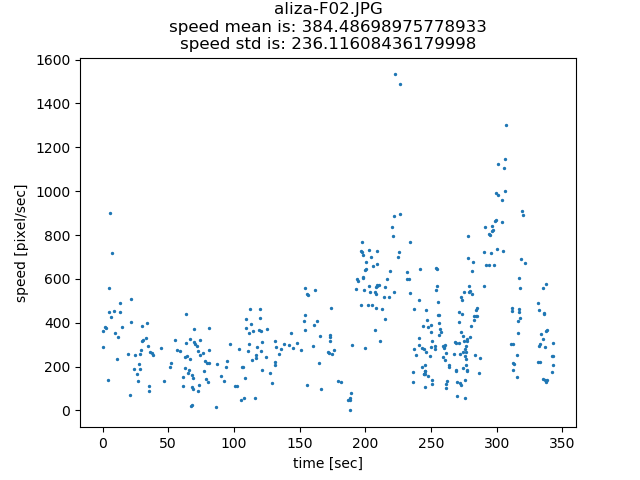 aliza-F02.JPG
speed mean is: 384.48698975778933
speed std is: 236.11608436179998
1600
1400
1200
1000
800
600
400
200
0
speed [pixel/sec]
0 50 100 150 200 250 300 350
time [sec]